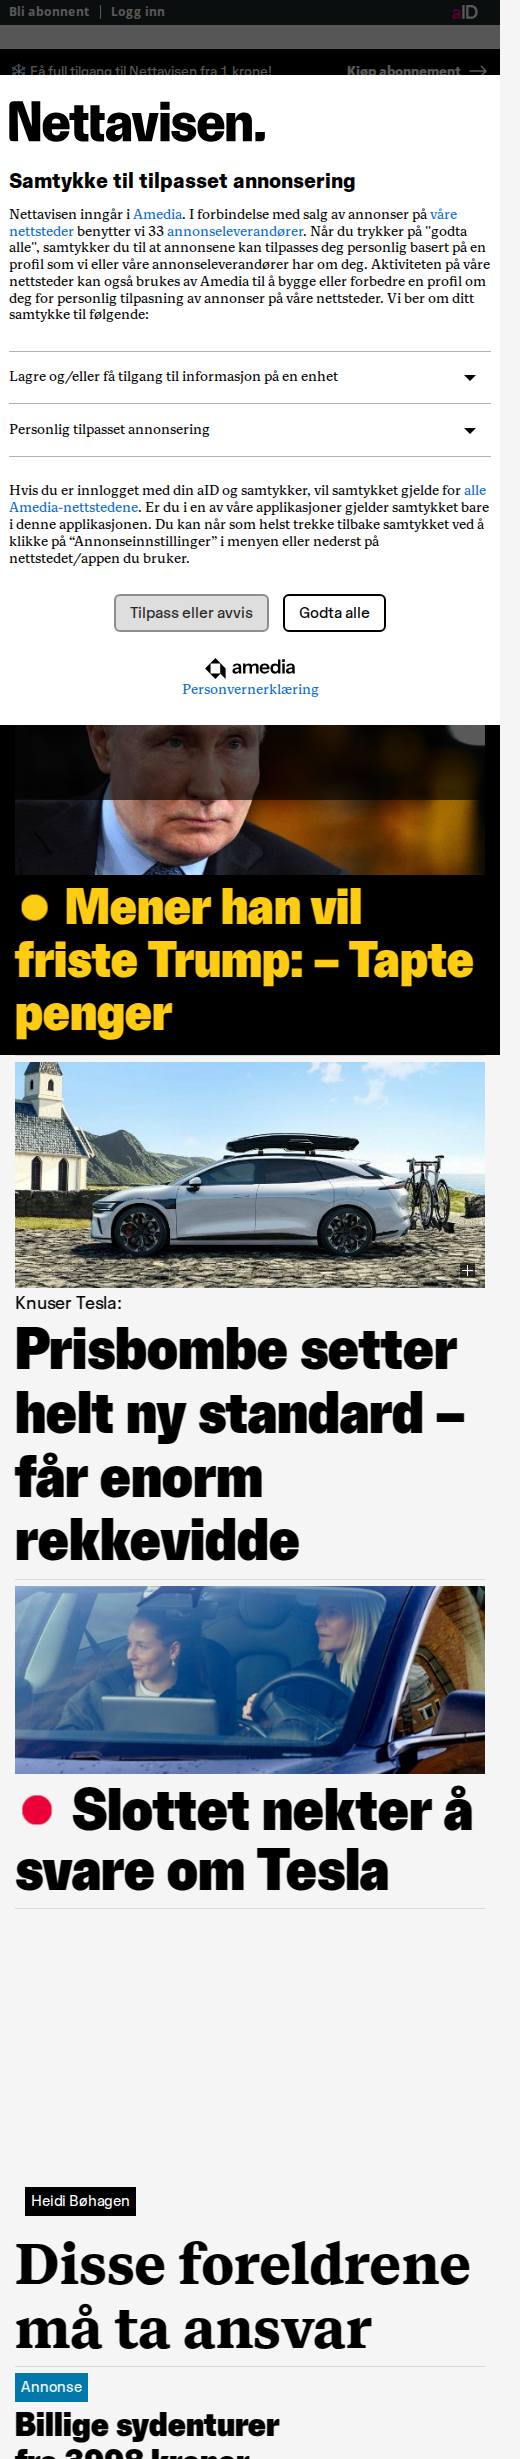 Bli abonnent | Logg inn
aID
Få full tilgang til Nettavisen fra 1 krone!
Kjøp abonnement →
Nettavisen.
Samtykke til tilpasset annonsering
Nettavisen inngår i Amedia. I forbindelse med salg av annonser på våre
nettsteder benytter vi 33 annonseleverandører. Når du trykker på "godta
alle", samtykker du til at annonsene kan tilpasses deg personlig basert på en
profil som vi eller våre annonseleverandører har om deg. Aktiviteten på våre
nettsteder kan også brukes av Amedia til å bygge eller forbedre en profil om
deg for personlig tilpasning av annonser på våre nettsteder. Vi ber om ditt
samtykke til følgende:
Lagre og/eller få tilgang til informasjon på en enhet
Personlig tilpasset annonsering
Hvis du er innlogget med din aID og samtykker, vil samtykket gjelde for alle
Amedia-nettstedene. Er du i en av våre applikasjoner gjelder samtykket bare
i denne applikasjonen. Du kan når som helst trekke tilbake samtykket ved å
klikke på “Annonseinnstillinger” i menyen eller nederst på
nettstedet/appen du bruker.
Tilpass eller avvis
Godta alle
amedia
Personvernerklæring
Mener han vil
friste Trump: – Tapte
penger
Knuser Tesla:
Prisbombe setter
helt ny standard –
får enorm
rekkevidde
Slottet nekter å
svare om Tesla
Heidi Bøhagen
Disse foreldrene
må ta ansvar
Annonse
Billige sydenturer
fra 3998 kroner